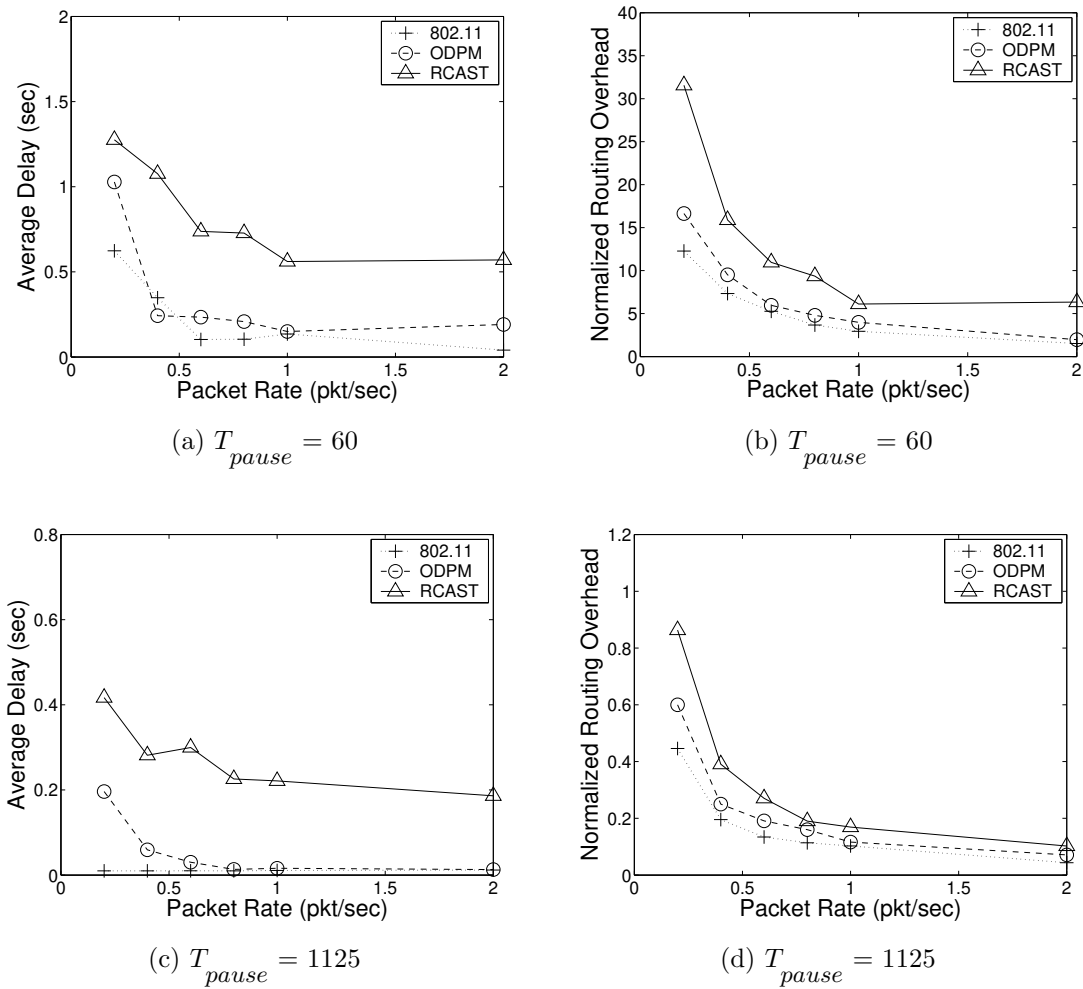 2
1.5
1
0.5
0
0
0.5
1
1.5
2
Average Delay (sec)
Packet Rate (pkt/sec)
802.11
ODPM
RCAST
(a) T_pause = 60
40
35
30
25
20
15
10
5
0
0
0.5
1
1.5
2
Normalized Routing Overhead
Packet Rate (pkt/sec)
802.11
ODPM
RCAST
(b) T_pause = 60
0.8
0.6
0.4
0.2
0
0
0.5
1
1.5
2
Average Delay (sec)
Packet Rate (pkt/sec)
802.11
ODPM
RCAST
(c) T_pause = 1125
1.2
1
0.8
0.6
0.4
0.2
0
0
0.5
1
1.5
2
Normalized Routing Overhead
Packet Rate (pkt/sec)
802.11
ODPM
RCAST
(d) T_pause = 1125